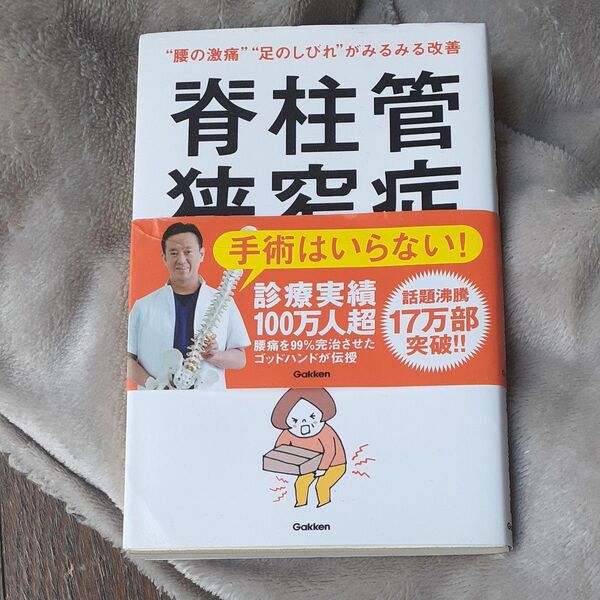 “腰の激痛”“足のしびれ”がみるみる改善
脊柱管
狭窄症
手術はいらない！
診療実績
100万人超
腰痛を99%完治させた
ゴッドハンドが伝授
話題沸騰
17万部
突破!!
Gakken
Gakken